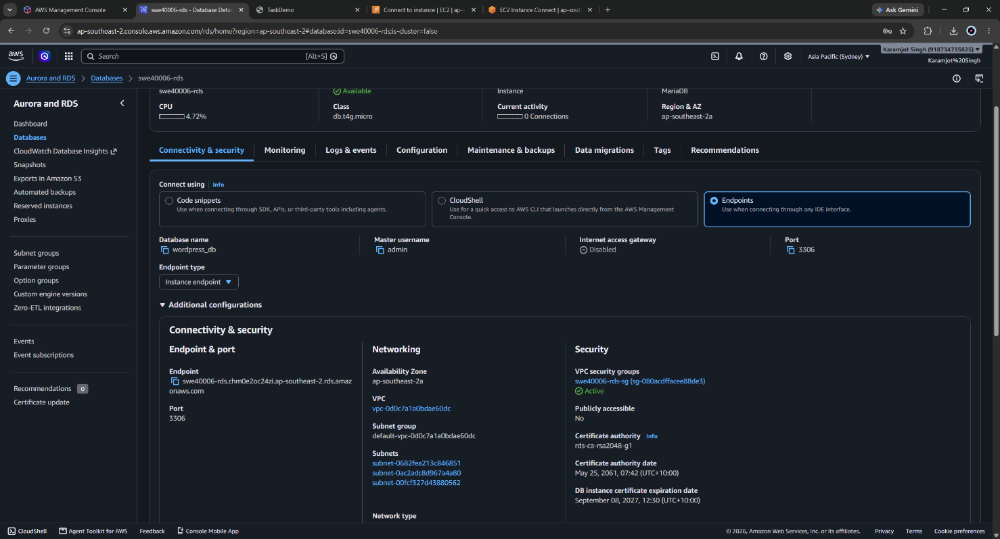 AWS Management Console
swe40006-rds - Database Detai
TaskDemo
Connect to instance | EC2 | ap-s
EC2 Instance Connect | ap-sout
Ask Gemini
ap-southeast-2.console.aws.amazon.com/rds/home?region=ap-southeast-2#database:id=swe40006-rds;is-cluster=false
aws
Search
[Alt+S]
Asia Pacific (Sydney)
Karamjot Singh (918734735825)
Karamjot%20Singh
Aurora and RDS
Databases
swe40006-rds
Aurora and RDS
Dashboard
Databases
CloudWatch Database Insights
Snapshots
Exports in Amazon S3
Automated backups
Reserved instances
Proxies
Subnet groups
Parameter groups
Option groups
Custom engine versions
Zero-ETL integrations
Events
Event subscriptions
Recommendations 0
Certificate update
swe40006-rds
Available
Instance
MariaDB
CPU
4.72%
Class
db.t4g.micro
Current activity
0 Connections
Region & AZ
ap-southeast-2a
Connectivity & security
Monitoring
Logs & events
Configuration
Maintenance & backups
Data migrations
Tags
Recommendations
Connect using Info
Code snippets
Use when connecting through SDK, APIs, or third-party tools including agents.
CloudShell
Use for a quick access to AWS CLI that launches directly from the AWS Management
Console.
Endpoints
Use when connecting through any IDE interface.
Database name
wordpress_db
Master username
admin
Internet access gateway
Disabled
Port
3306
Endpoint type
Instance endpoint
Additional configurations
Connectivity & security
Endpoint & port
Endpoint
swe40006-rds.chm0e2oc24zi.ap-southeast-2.rds.amaz
onaws.com
Port
3306
Networking
Availability Zone
ap-southeast-2a
VPC
vpc-0d0c7a1a0bdae60dc
Subnet group
default-vpc-0d0c7a1a0bdae60dc
Subnets
subnet-0682fea213c846851
subnet-0ac2adc8d967a4a80
subnet-00fcf327d43880562
Network type
Security
VPC security groups
swe40006-rds-sg (sg-080acdffacee88de3)
Active
Publicly accessible
No
Certificate authority Info
rds-ca-rsa2048-g1
Certificate authority date
May 25, 2061, 07:42 (UTC+10:00)
DB instance certificate expiration date
September 08, 2027, 12:30 (UTC+10:00)
CloudShell
Agent Toolkit for AWS
Feedback
Console Mobile App
© 2026, Amazon Web Services, Inc. or its affiliates.
Privacy
Terms
Cookie preferences